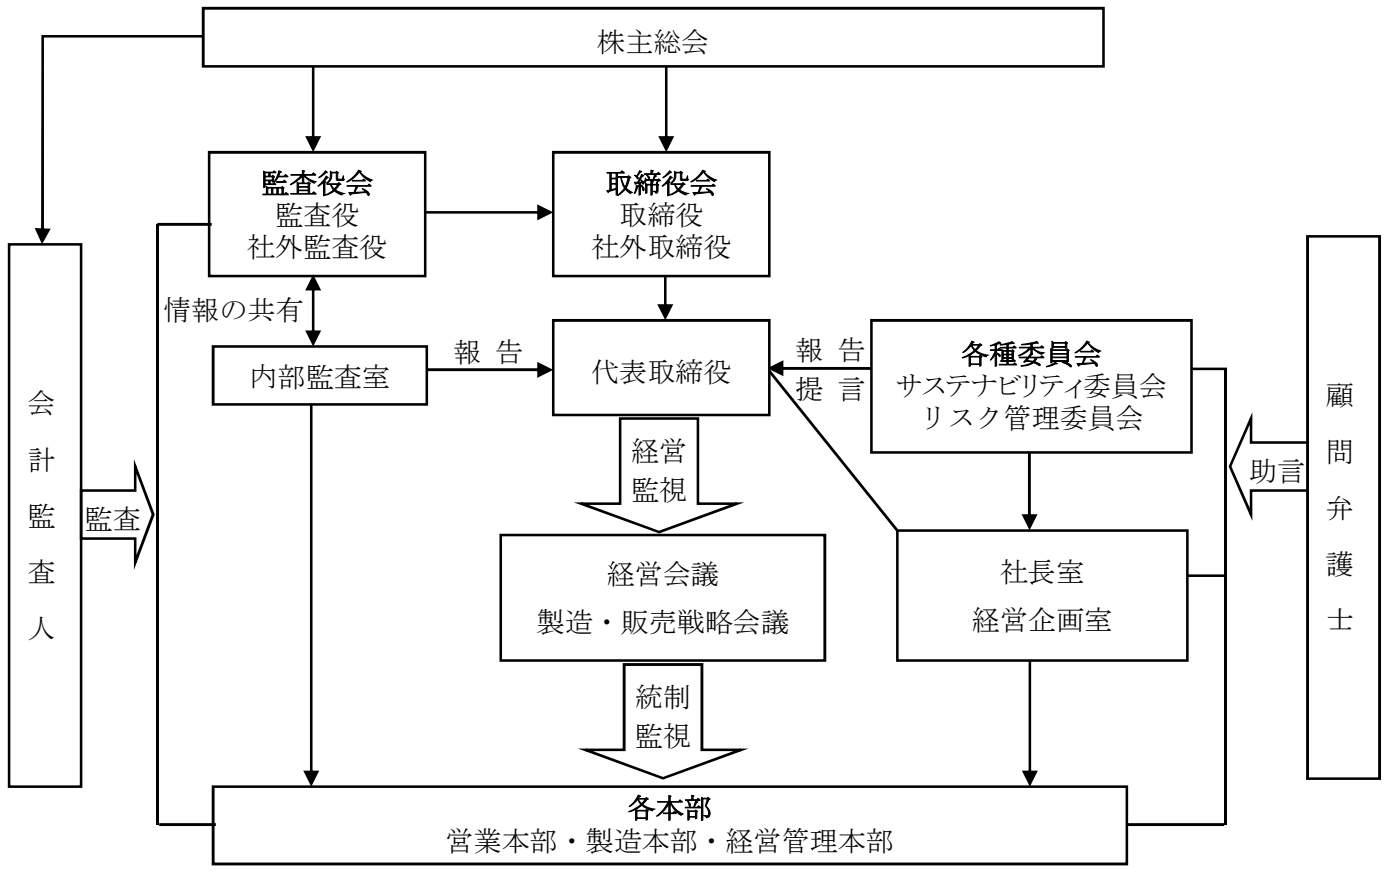 株主総会
監査役会
監査役
社外監査役
取締役会
取締役
社外取締役
情報の共有
内部監査室
報告
代表取締役
報告
提言
各種委員会
サステナビリティ委員会
リスク管理委員会
会計監査人
監査
経営
監視
助言
顧問弁護士
経営会議
製造・販売戦略会議
社長室
経営企画室
統制
監視
各本部
営業本部・製造本部・経営管理本部